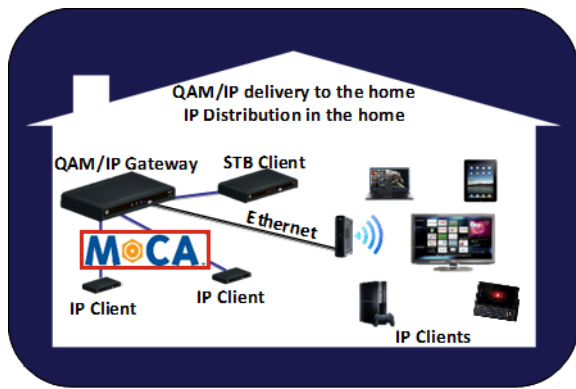 QAM/IP delivery to the home
IP Distribution in the home
QAM/IP Gateway
STB Client
Ethernet
MoCA
IP Client
IP Client
IP Clients